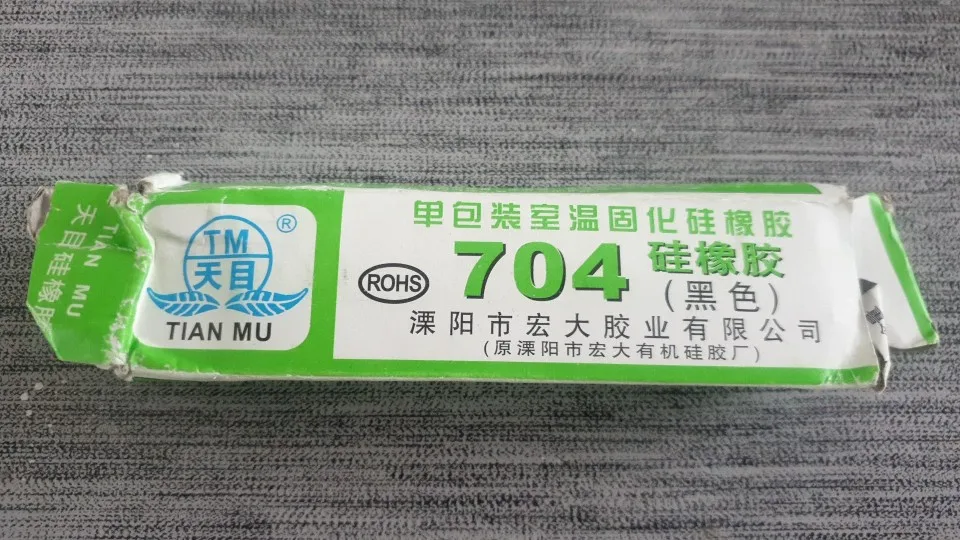 天目硅橡胶
TIAN MU
TM
天目
®
TIAN MU
单包装室温固化硅橡胶
ROHS
704 硅橡胶
(黑色)
溧阳市宏大胶业有限公司
(原溧阳市宏大有机硅胶厂)